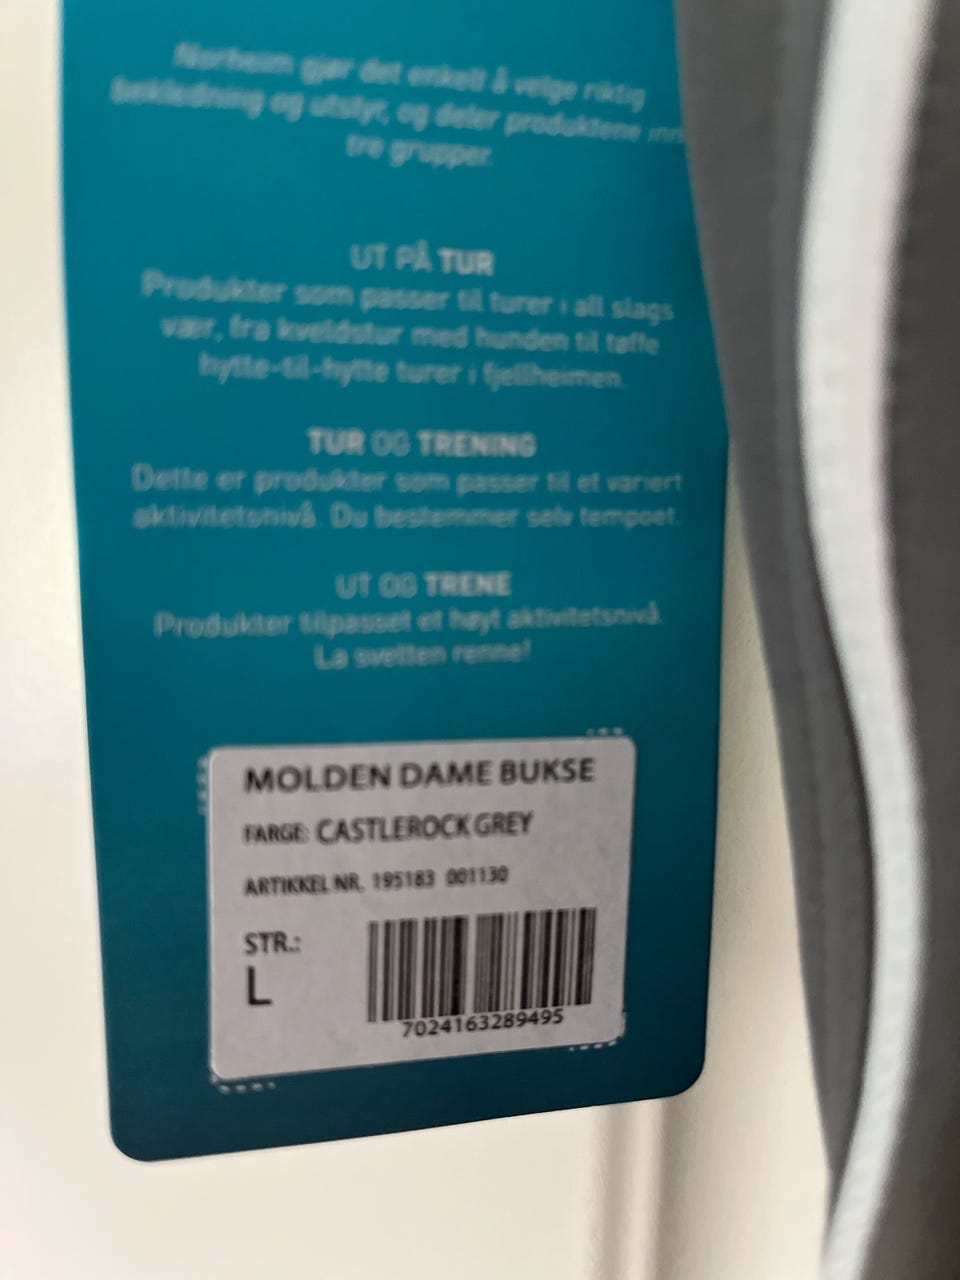 Norheim gjør det enkelt å velge riktig
bekledning og utstyr, og deler produktene inn
tre grupper.
UT PÅ TUR
Produkter som passer til turer i all slags
vær, fra kveldstur med hunden til tøffe
hytte-til-hytte turer i fjellheimen.
TUR OG TRENING
Dette er produkter som passer til et variert
aktivitetsnivå. Du bestemmer selv tempoet.
UT OG TRENE
Produkter tilpasset et høyt aktivitetsnivå.
La svetten renne!
MOLDEN DAME BUKSE
FARGE: CASTLEROCK GREY
ARTIKKEL NR. 195183 001130
STR.:
L
7024163289495